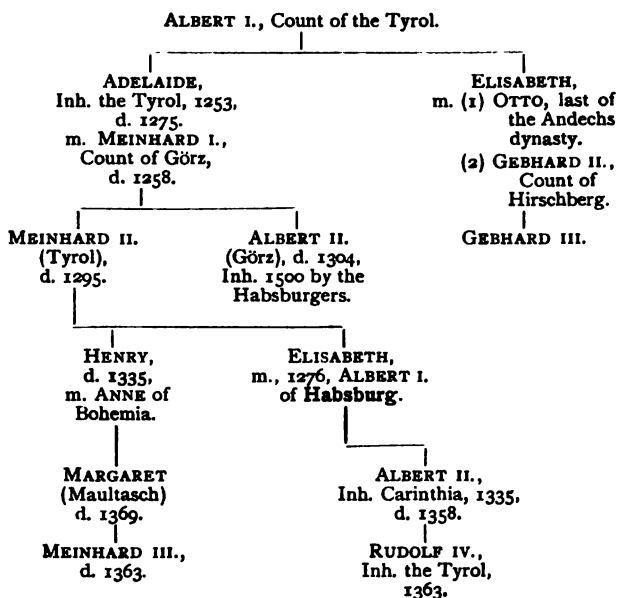 ALBERT I., Count of the Tyrol.
ADELAIDE,
Inh. the Tyrol, 1253,
d. 1275.
m. MEINHARD I.,
Count of Görz,
d. 1258.
ELISABETH,
m. (1) OTTO, last of
the Andechs
dynasty.
(2) GEBHARD II.,
Count of
Hirschberg.
GEBHARD III.
MEINHARD II.
(Tyrol),
d. 1295.
ALBERT II.
(Görz), d. 1304,
Inh. 1500 by the
Habsburgers.
HENRY,
d. 1335,
m. ANNE of
Bohemia.
ELISABETH,
m., 1276, ALBERT I.
of Habsburg.
MARGARET
(Maultasch)
d. 1369.
MEINHARD III.,
d. 1363.
ALBERT II.,
Inh. Carinthia, 1335,
d. 1358.
RUDOLF IV.,
Inh. the Tyrol,
1363.